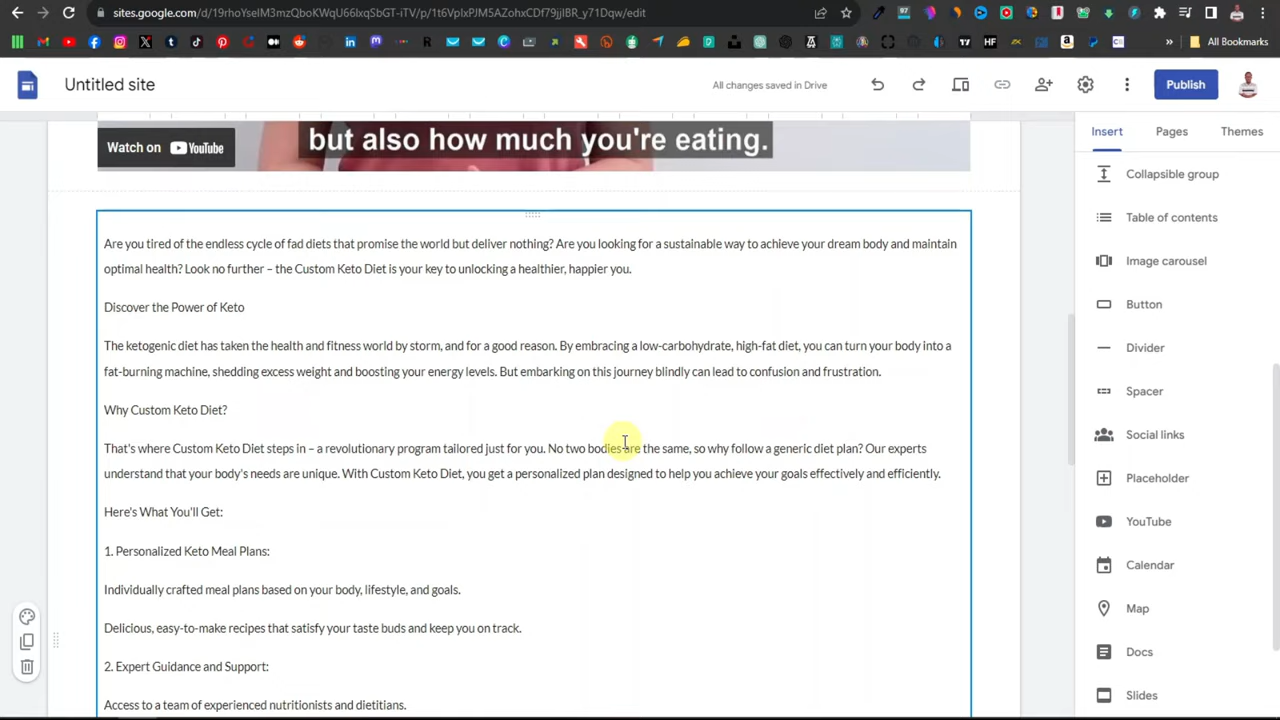 sites.google.com/d/19rhoYseIM3mzQboKWqU66lxqSbGT-iTV/p/1t6VplxPJM5AZohxCDf79jjlBR_y71Dqw/edit
All Bookmarks
Untitled site
All changes saved in Drive
Publish
Insert
Pages
Themes
Watch on YouTube
but also how much you're eating.
Collapsible group
Table of contents
Image carousel
Button
Divider
Spacer
Social links
Placeholder
YouTube
Calendar
Map
Docs
Slides
Are you tired of the endless cycle of fad diets that promise the world but deliver nothing? Are you looking for a sustainable way to achieve your dream body and maintain
optimal health? Look no further – the Custom Keto Diet is your key to unlocking a healthier, happier you.
Discover the Power of Keto
The ketogenic diet has taken the health and fitness world by storm, and for a good reason. By embracing a low-carbohydrate, high-fat diet, you can turn your body into a
fat-burning machine, shedding excess weight and boosting your energy levels. But embarking on this journey blindly can lead to confusion and frustration.
Why Custom Keto Diet?
That's where Custom Keto Diet steps in – a revolutionary program tailored just for you. No two bodies are the same, so why follow a generic diet plan? Our experts
understand that your body's needs are unique. With Custom Keto Diet, you get a personalized plan designed to help you achieve your goals effectively and efficiently.
Here's What You'll Get:
1. Personalized Keto Meal Plans:
Individually crafted meal plans based on your body, lifestyle, and goals.
Delicious, easy-to-make recipes that satisfy your taste buds and keep you on track.
2. Expert Guidance and Support:
Access to a team of experienced nutritionists and dietitians.